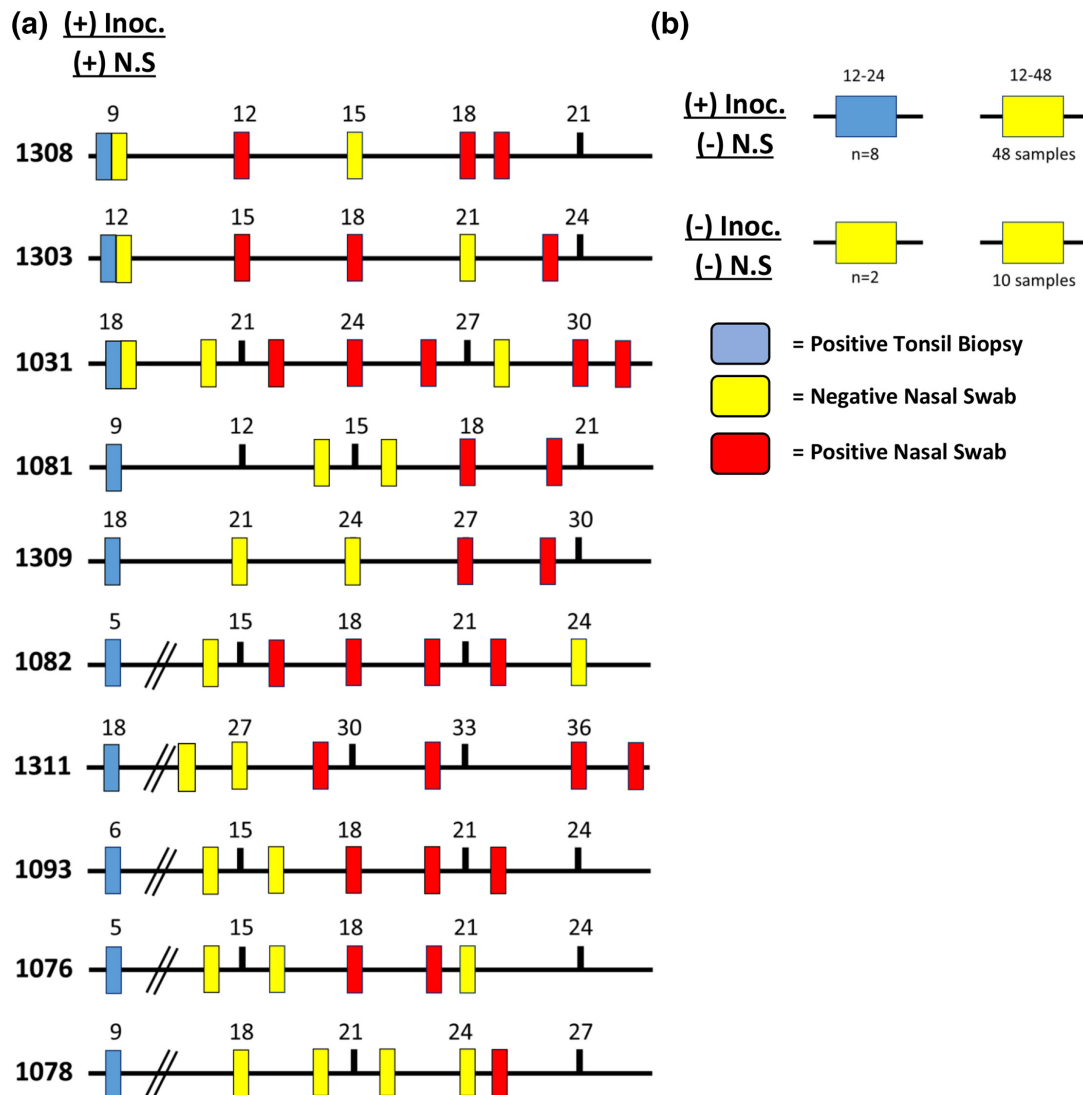 (a) (+) Inoc.
(+) N.S
9 12 15 18 21
1308
12 15 18 21 24
1303
18 21 24 27 30
1031
9 12 15 18 21
1081
18 21 24 27 30
1309
5 15 18 21 24
1082
18 27 30 33 36
1311
6 15 18 21 24
1093
5 15 18 21 24
1076
9 18 21 24 27
1078
(b)
12-24 12-48
(+) Inoc.
(-) N.S
n=8 48 samples
(-) Inoc.
(-) N.S
n=2 10 samples
= Positive Tonsil Biopsy
= Negative Nasal Swab
= Positive Nasal Swab